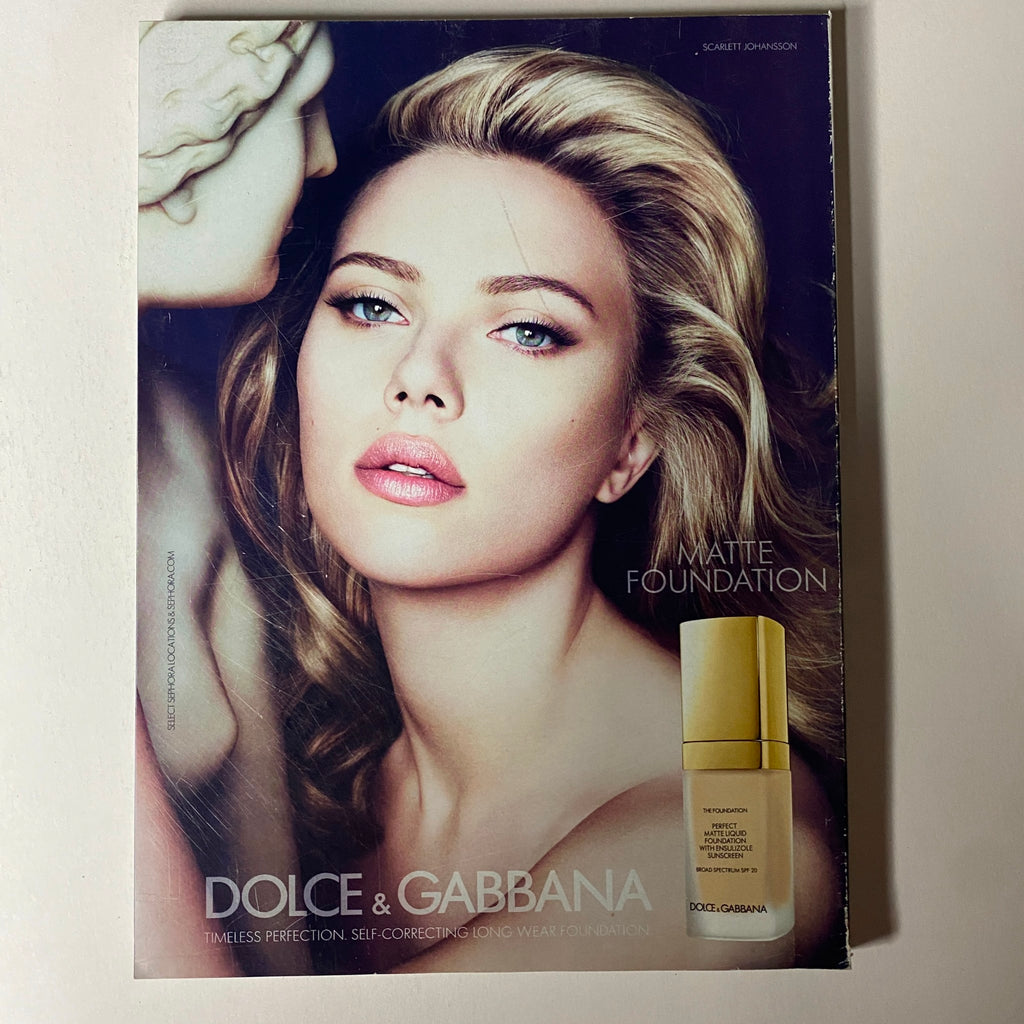 SCARLETT JOHANSSON
SELECT SEPHORA LOCATIONS & SEPHORA.COM
MATTE
FOUNDATION
THE FOUNDATION
PERFECT
MATTE LIQUID
FOUNDATION
WITH ENSULIZOLE
SUNSCREEN
BROAD SPECTRUM SPF 20
DOLCE & GABBANA
DOLCE & GABBANA
TIMELESS PERFECTION. SELF-CORRECTING LONG WEAR FOUNDATION.